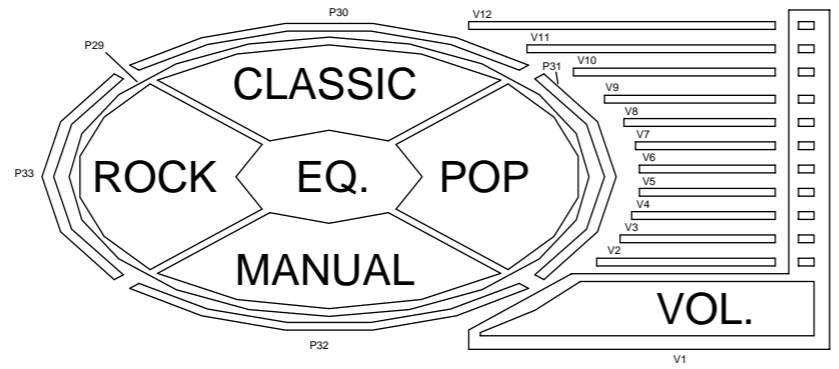 P30
V12
V11
P29
P31
V10
CLASSIC
V9
V8
V7
V6
P33
ROCK
EQ.
POP
V5
V4
V3
MANUAL
V2
VOL.
P32
V1